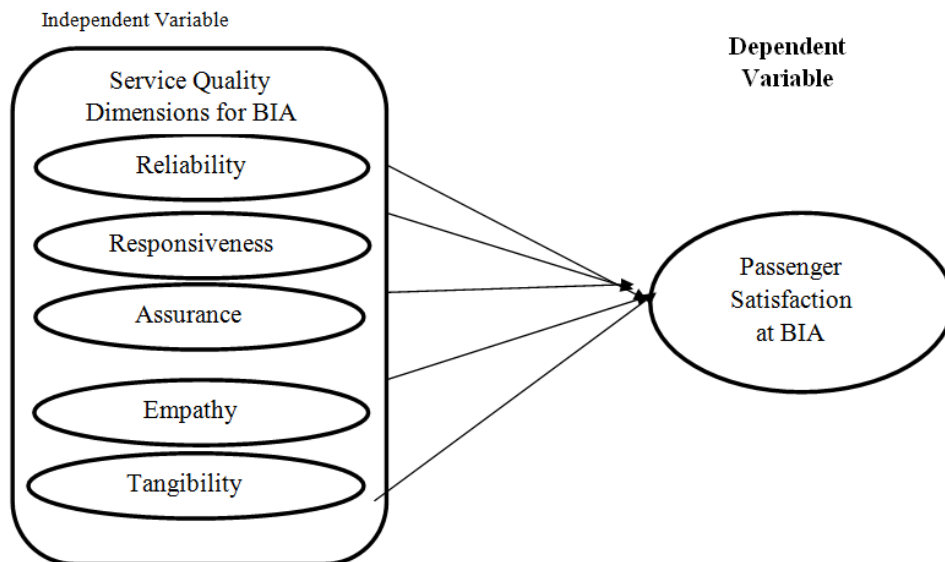 Independent Variable
Service Quality
Dimensions for BIA
Reliability
Responsiveness
Assurance
Empathy
Tangibility
Dependent
Variable
Passenger
Satisfaction
at BIA